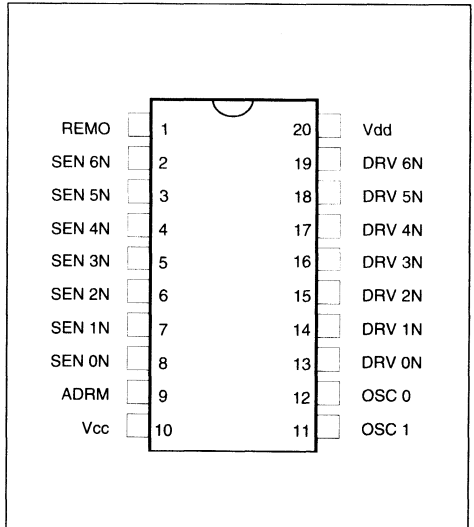 REMO 1 20 Vdd
SEN 6N 2 19 DRV 6N
SEN 5N 3 18 DRV 5N
SEN 4N 4 17 DRV 4N
SEN 3N 5 16 DRV 3N
SEN 2N 6 15 DRV 2N
SEN 1N 7 14 DRV 1N
SEN 0N 8 13 DRV 0N
ADRM 9 12 OSC 0
Vcc 10 11 OSC 1